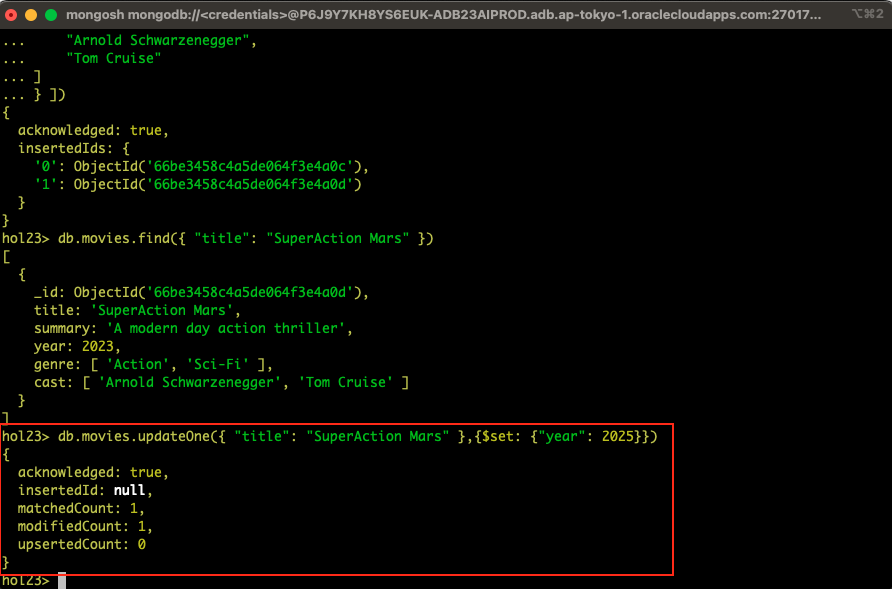 mongosh mongodb://<credentials>@P6J9Y7KH8YS6EUK-ADB23AIPROD.adb.ap-tokyo-1.oraclecloudapps.com:27017... ⌥⌘2
...     "Arnold Schwarzenegger",
...     "Tom Cruise"
... ]
... } ])
{
  acknowledged: true,
  insertedIds: {
    '0': ObjectId('66be3458c4a5de064f3e4a0c'),
    '1': ObjectId('66be3458c4a5de064f3e4a0d')
  }
}
hol23> db.movies.find({ "title": "SuperAction Mars" })
[
  {
    _id: ObjectId('66be3458c4a5de064f3e4a0d'),
    title: 'SuperAction Mars',
    summary: 'A modern day action thriller',
    year: 2023,
    genre: [ 'Action', 'Sci-Fi' ],
    cast: [ 'Arnold Schwarzenegger', 'Tom Cruise' ]
  }
]
hol23> db.movies.updateOne({ "title": "SuperAction Mars" },{$set: {"year": 2025}})
{
  acknowledged: true,
  insertedId: null,
  matchedCount: 1,
  modifiedCount: 1,
  upsertedCount: 0
}
hol23>